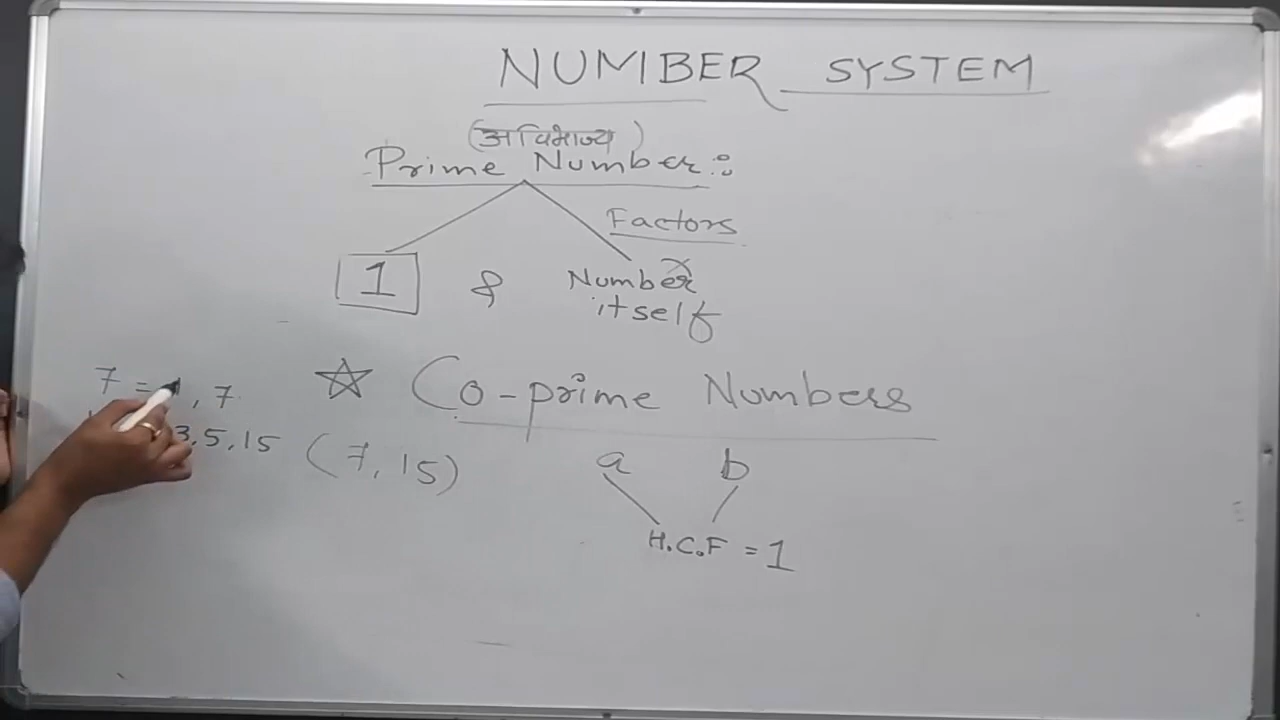 NUMBER SYSTEM
(अविभाज्य)
Prime Number:
Factors
1 & Number
itself
7 = 1, 7
☆ Co-prime Numbers
3, 5, 15 (7, 15)
a b
H.C.F = 1